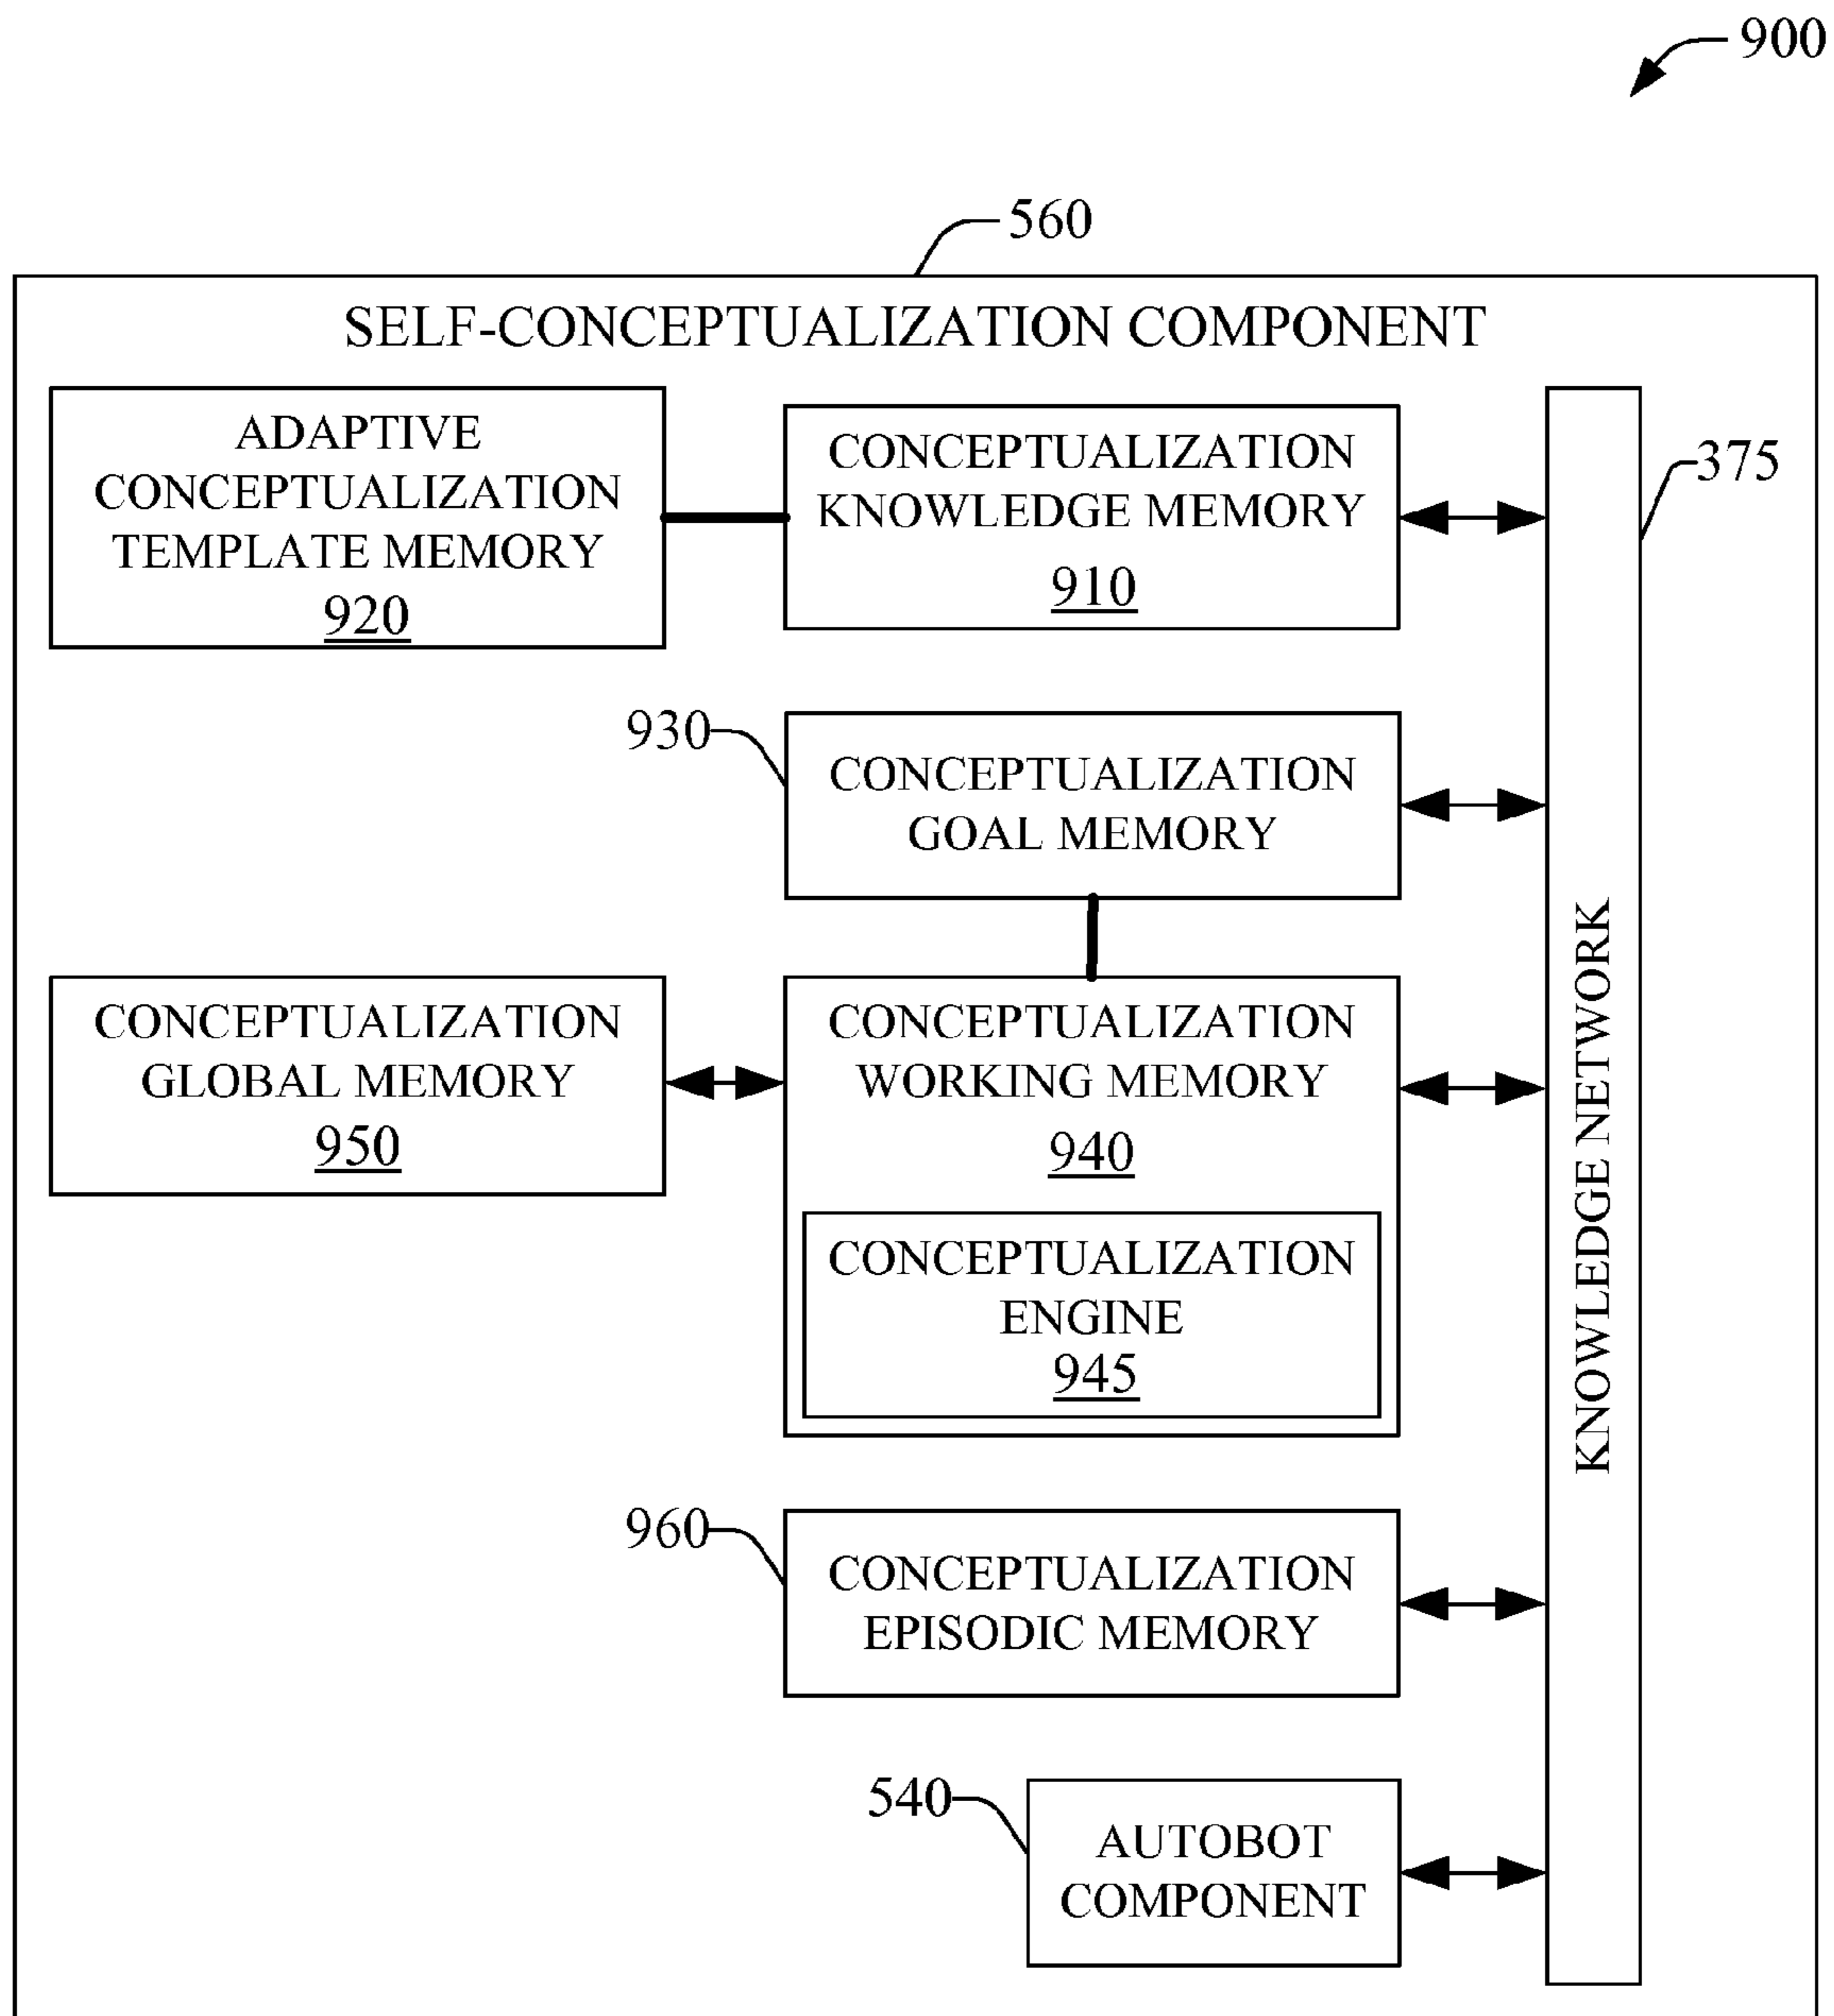 900
560
SELF-CONCEPTUALIZATION COMPONENT
ADAPTIVE
CONCEPTUALIZATION
TEMPLATE MEMORY
920
CONCEPTUALIZATION
KNOWLEDGE MEMORY
910
375
930
CONCEPTUALIZATION
GOAL MEMORY
CONCEPTUALIZATION
GLOBAL MEMORY
950
CONCEPTUALIZATION
WORKING MEMORY
940
CONCEPTUALIZATION
ENGINE
945
KNOWLEDGE NETWORK
960
CONCEPTUALIZATION
EPISODIC MEMORY
540
AUTOBOT
COMPONENT